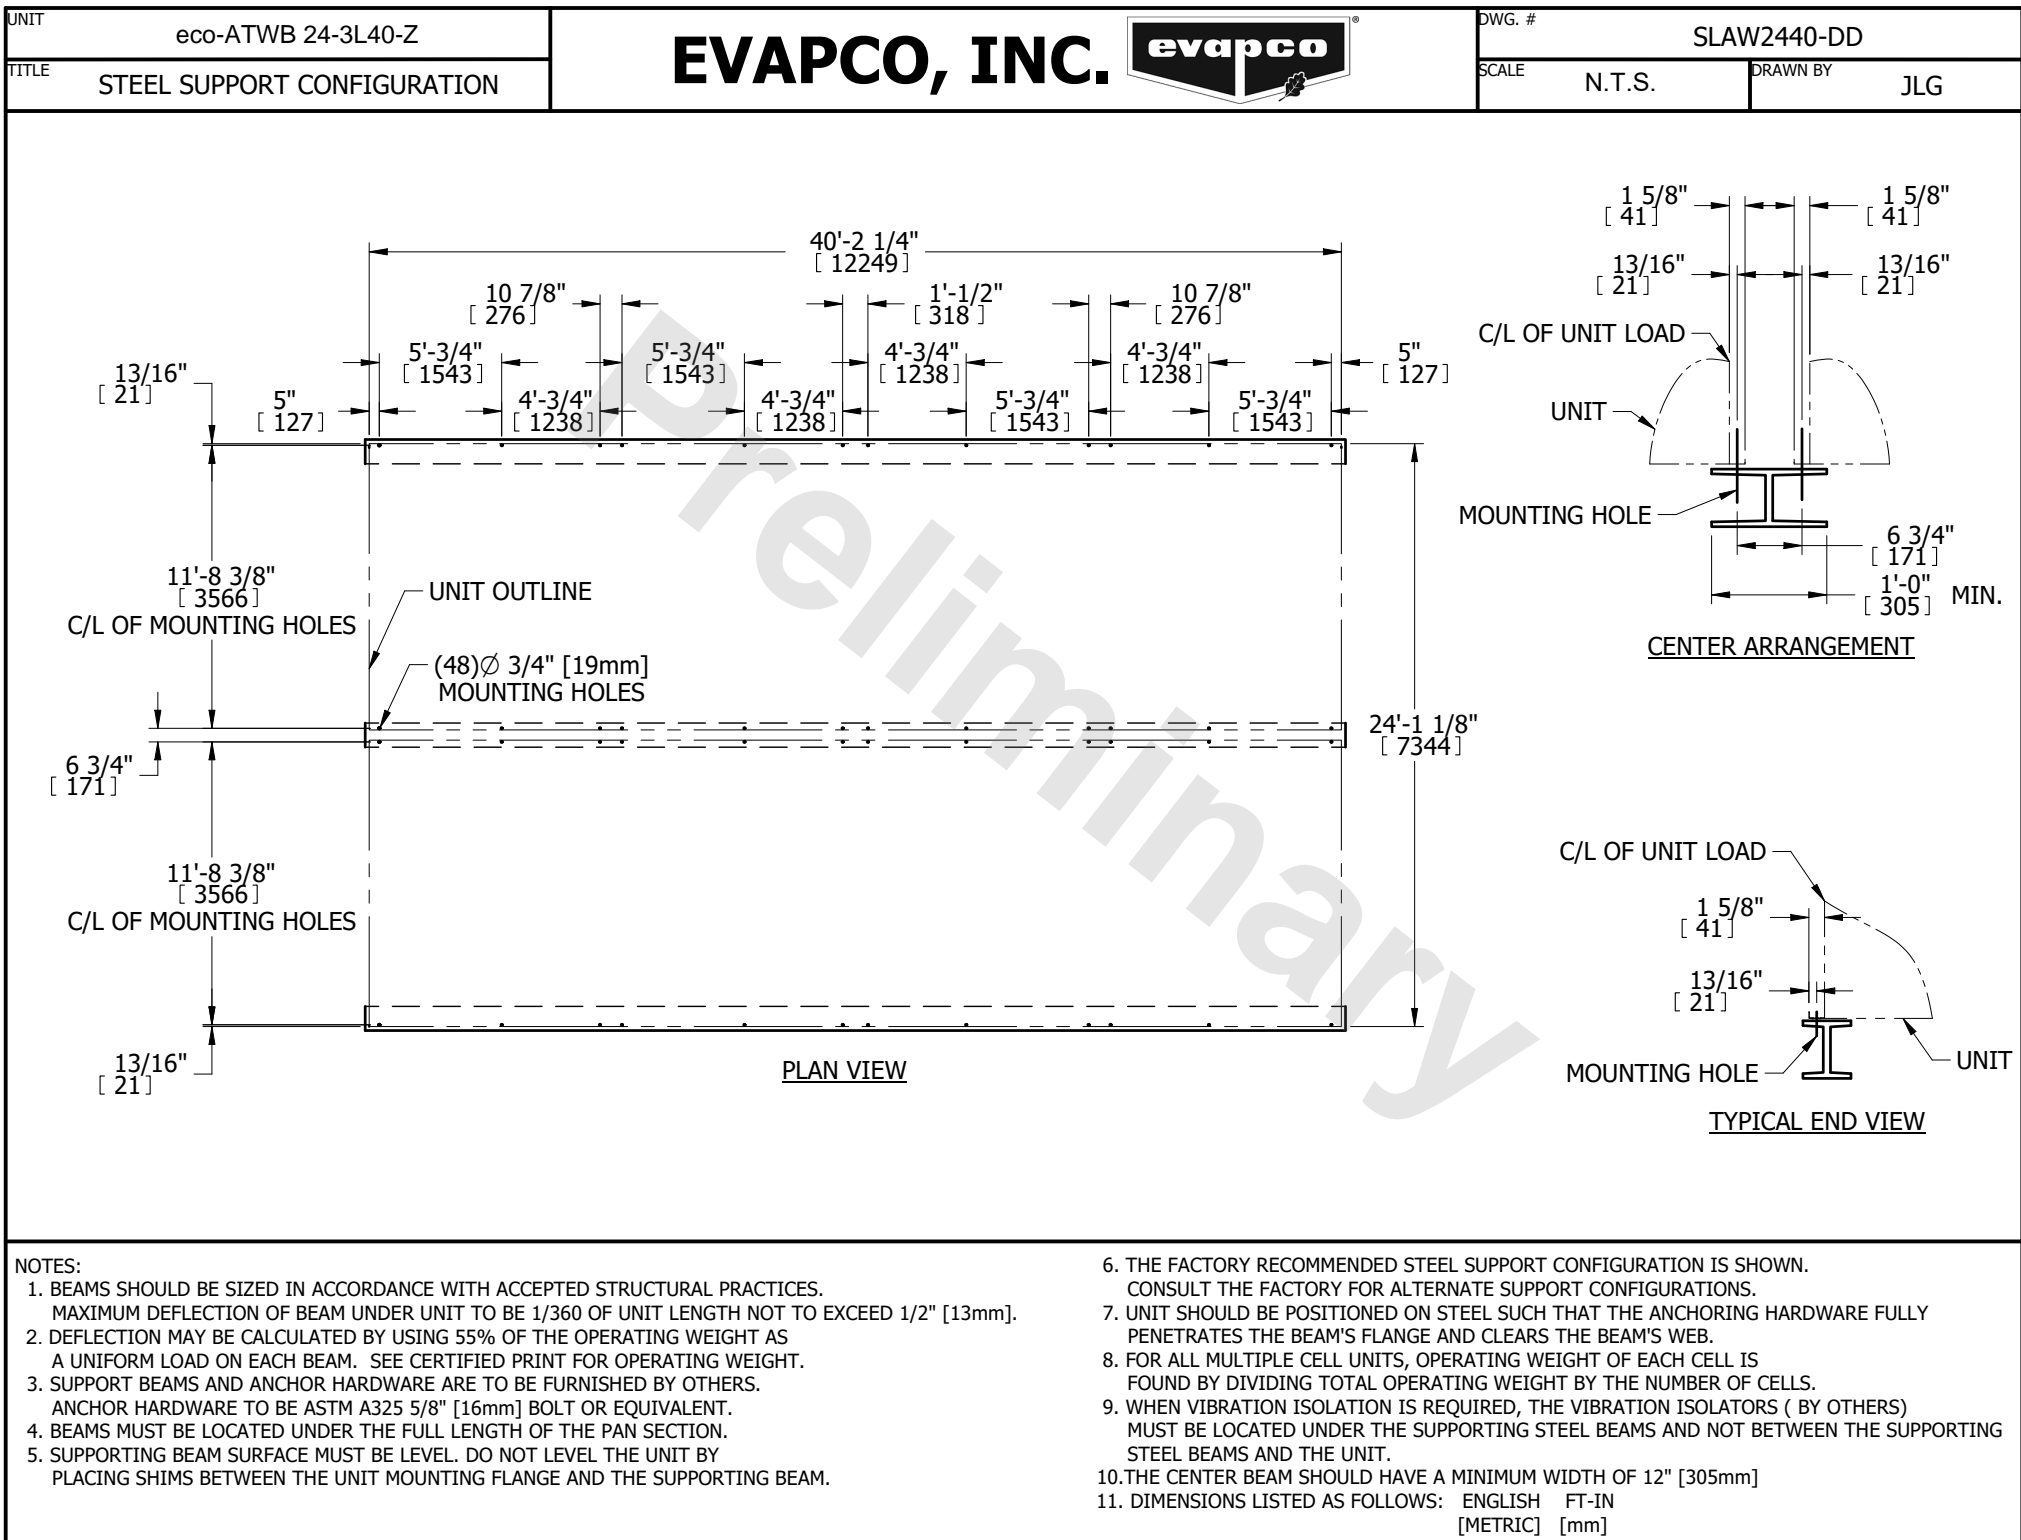 UNIT
eco-ATWB 24-3L40-Z
TITLE
STEEL SUPPORT CONFIGURATION
EVAPCO, INC.
evapco
®
DWG. #
SLAW2440-DD
SCALE
N.T.S.
DRAWN BY
JLG
40'-2 1/4"
[ 12249]
10 7/8"
[ 276]
1'-1/2"
[ 318 ]
10 7/8"
[ 276]
5'-3/4"
[ 1543]
5'-3/4"
[ 1543]
4'-3/4"
[ 1238]
4'-3/4"
[ 1238]
5"
[ 127]
13/16"
[ 21]
5"
[ 127]
4'-3/4"
[ 1238]
4'-3/4"
[ 1238]
5'-3/4"
[ 1543]
5'-3/4"
[ 1543]
11'-8 3/8"
[ 3566]
C/L OF MOUNTING HOLES
UNIT OUTLINE
(48)Ø 3/4" [19mm]
MOUNTING HOLES
6 3/4"
[ 171]
24'-1 1/8"
[ 7344]
11'-8 3/8"
[ 3566]
C/L OF MOUNTING HOLES
13/16"
[ 21]
PLAN VIEW
Preliminary
1 5/8"
[ 41]
1 5/8"
[ 41]
13/16"
[ 21]
13/16"
[ 21]
C/L OF UNIT LOAD
UNIT
MOUNTING HOLE
6 3/4"
[ 171]
1'-0"
[ 305] MIN.
CENTER ARRANGEMENT
C/L OF UNIT LOAD
1 5/8"
[ 41]
13/16"
[ 21]
MOUNTING HOLE
UNIT
TYPICAL END VIEW
NOTES:
1. BEAMS SHOULD BE SIZED IN ACCORDANCE WITH ACCEPTED STRUCTURAL PRACTICES.
MAXIMUM DEFLECTION OF BEAM UNDER UNIT TO BE 1/360 OF UNIT LENGTH NOT TO EXCEED 1/2" [13mm].
2. DEFLECTION MAY BE CALCULATED BY USING 55% OF THE OPERATING WEIGHT AS
A UNIFORM LOAD ON EACH BEAM. SEE CERTIFIED PRINT FOR OPERATING WEIGHT.
3. SUPPORT BEAMS AND ANCHOR HARDWARE ARE TO BE FURNISHED BY OTHERS.
ANCHOR HARDWARE TO BE ASTM A325 5/8" [16mm] BOLT OR EQUIVALENT.
4. BEAMS MUST BE LOCATED UNDER THE FULL LENGTH OF THE PAN SECTION.
5. SUPPORTING BEAM SURFACE MUST BE LEVEL. DO NOT LEVEL THE UNIT BY
PLACING SHIMS BETWEEN THE UNIT MOUNTING FLANGE AND THE SUPPORTING BEAM.
6. THE FACTORY RECOMMENDED STEEL SUPPORT CONFIGURATION IS SHOWN.
CONSULT THE FACTORY FOR ALTERNATE SUPPORT CONFIGURATIONS.
7. UNIT SHOULD BE POSITIONED ON STEEL SUCH THAT THE ANCHORING HARDWARE FULLY
PENETRATES THE BEAM'S FLANGE AND CLEARS THE BEAM'S WEB.
8. FOR ALL MULTIPLE CELL UNITS, OPERATING WEIGHT OF EACH CELL IS
FOUND BY DIVIDING TOTAL OPERATING WEIGHT BY THE NUMBER OF CELLS.
9. WHEN VIBRATION ISOLATION IS REQUIRED, THE VIBRATION ISOLATORS ( BY OTHERS)
MUST BE LOCATED UNDER THE SUPPORTING STEEL BEAMS AND NOT BETWEEN THE SUPPORTING
STEEL BEAMS AND THE UNIT.
10.THE CENTER BEAM SHOULD HAVE A MINIMUM WIDTH OF 12" [305mm]
11. DIMENSIONS LISTED AS FOLLOWS: ENGLISH FT-IN
[METRIC] [mm]